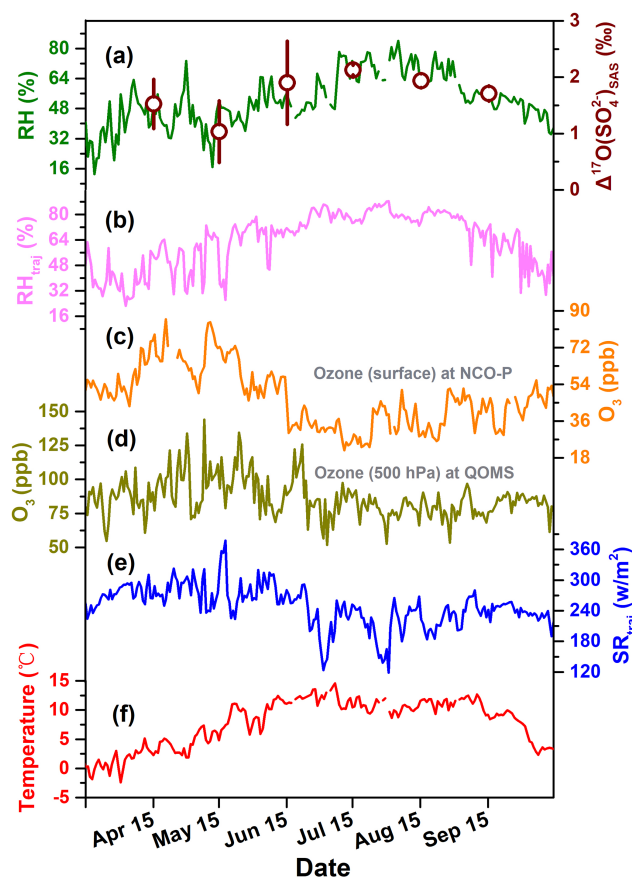 (a)
RH (%)
80
64
48
32
16
3
2
1
0
Δ¹⁷O(SO₄²⁻)SAS (‰)
(b)
RHtraj (%)
80
64
48
32
16
(c)
Ozone (surface) at NCO-P
90
72
54
36
18
O₃ (ppb)
(d)
Ozone (500 hPa) at QOMS
O₃ (ppb)
150
125
100
75
50
(e)
360
300
240
180
120
SRtraj (w/m²)
(f)
Temperature (℃)
15
10
5
0
-5
Apr 15
May 15
Jun 15
Jul 15
Aug 15
Sep 15
Date